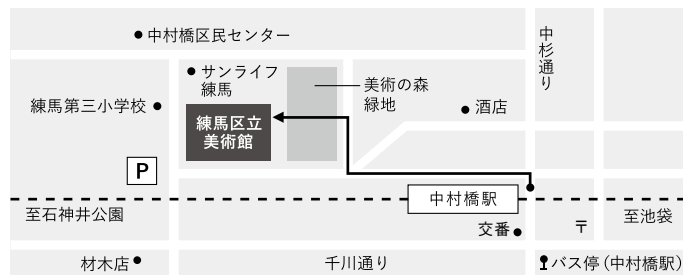 中村橋区民センター
中杉通り
サンライフ
練馬
美術の森
緑地
練馬第三小学校
酒店
練馬区立
美術館
P
中村橋駅
至石神井公園
交番
〒
至池袋
材木店
千川通り
バス停(中村橋駅)